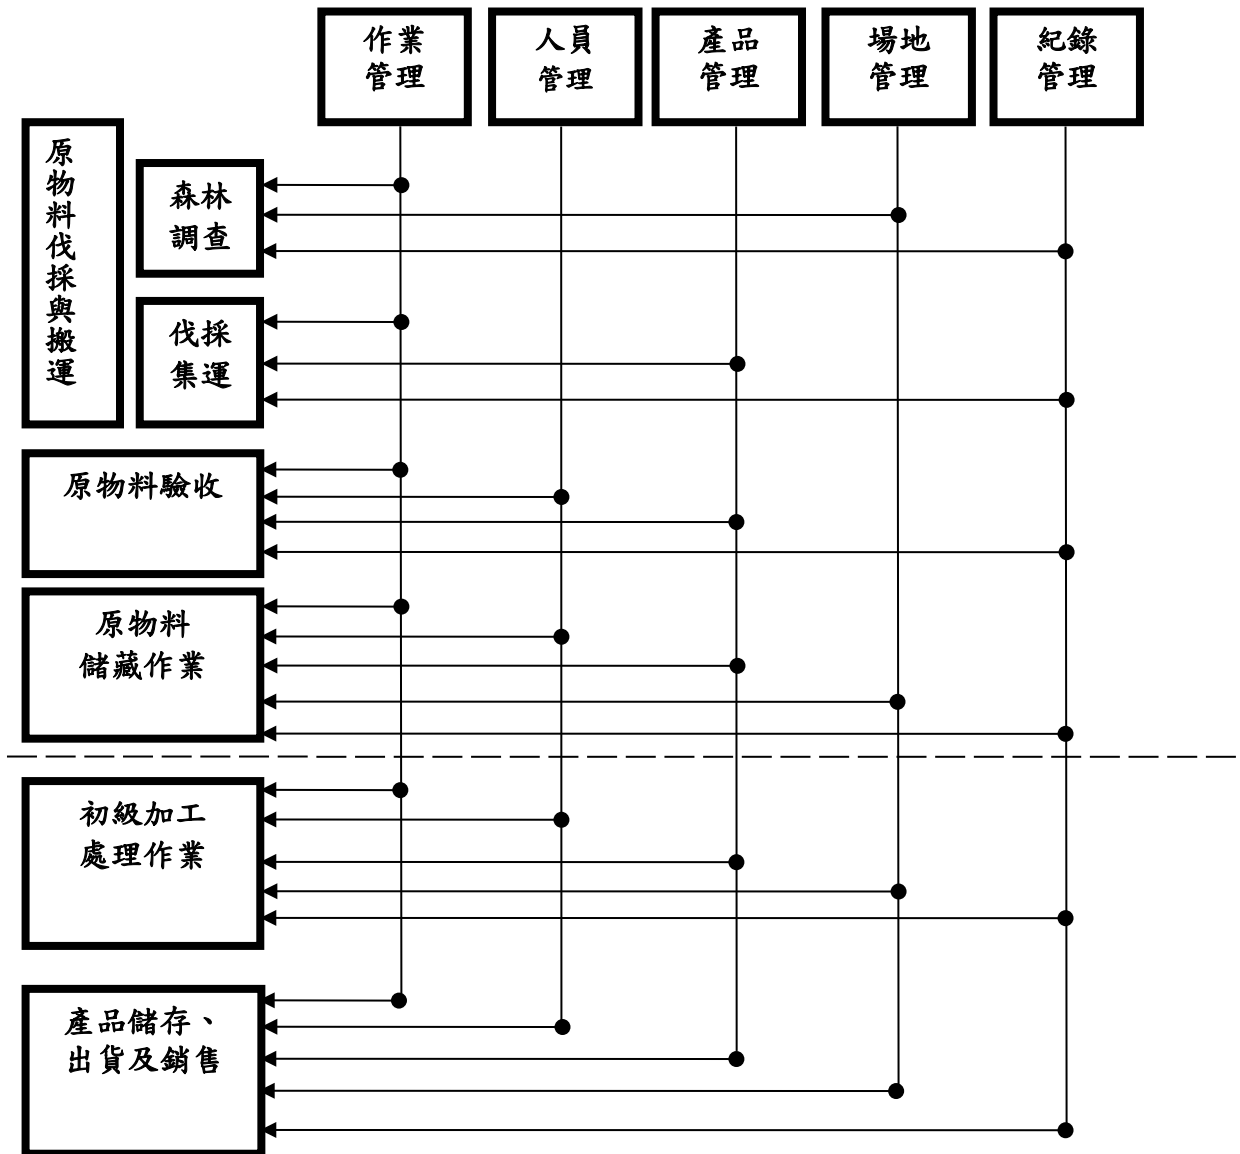 作業
管理
人員
管理
產品
管理
場地
管理
紀錄
管理
原物料伐採與搬運
森林
調查
伐採
集運
原物料驗收
原物料
儲藏作業
初級加工
處理作業
產品儲存、
出貨及銷售